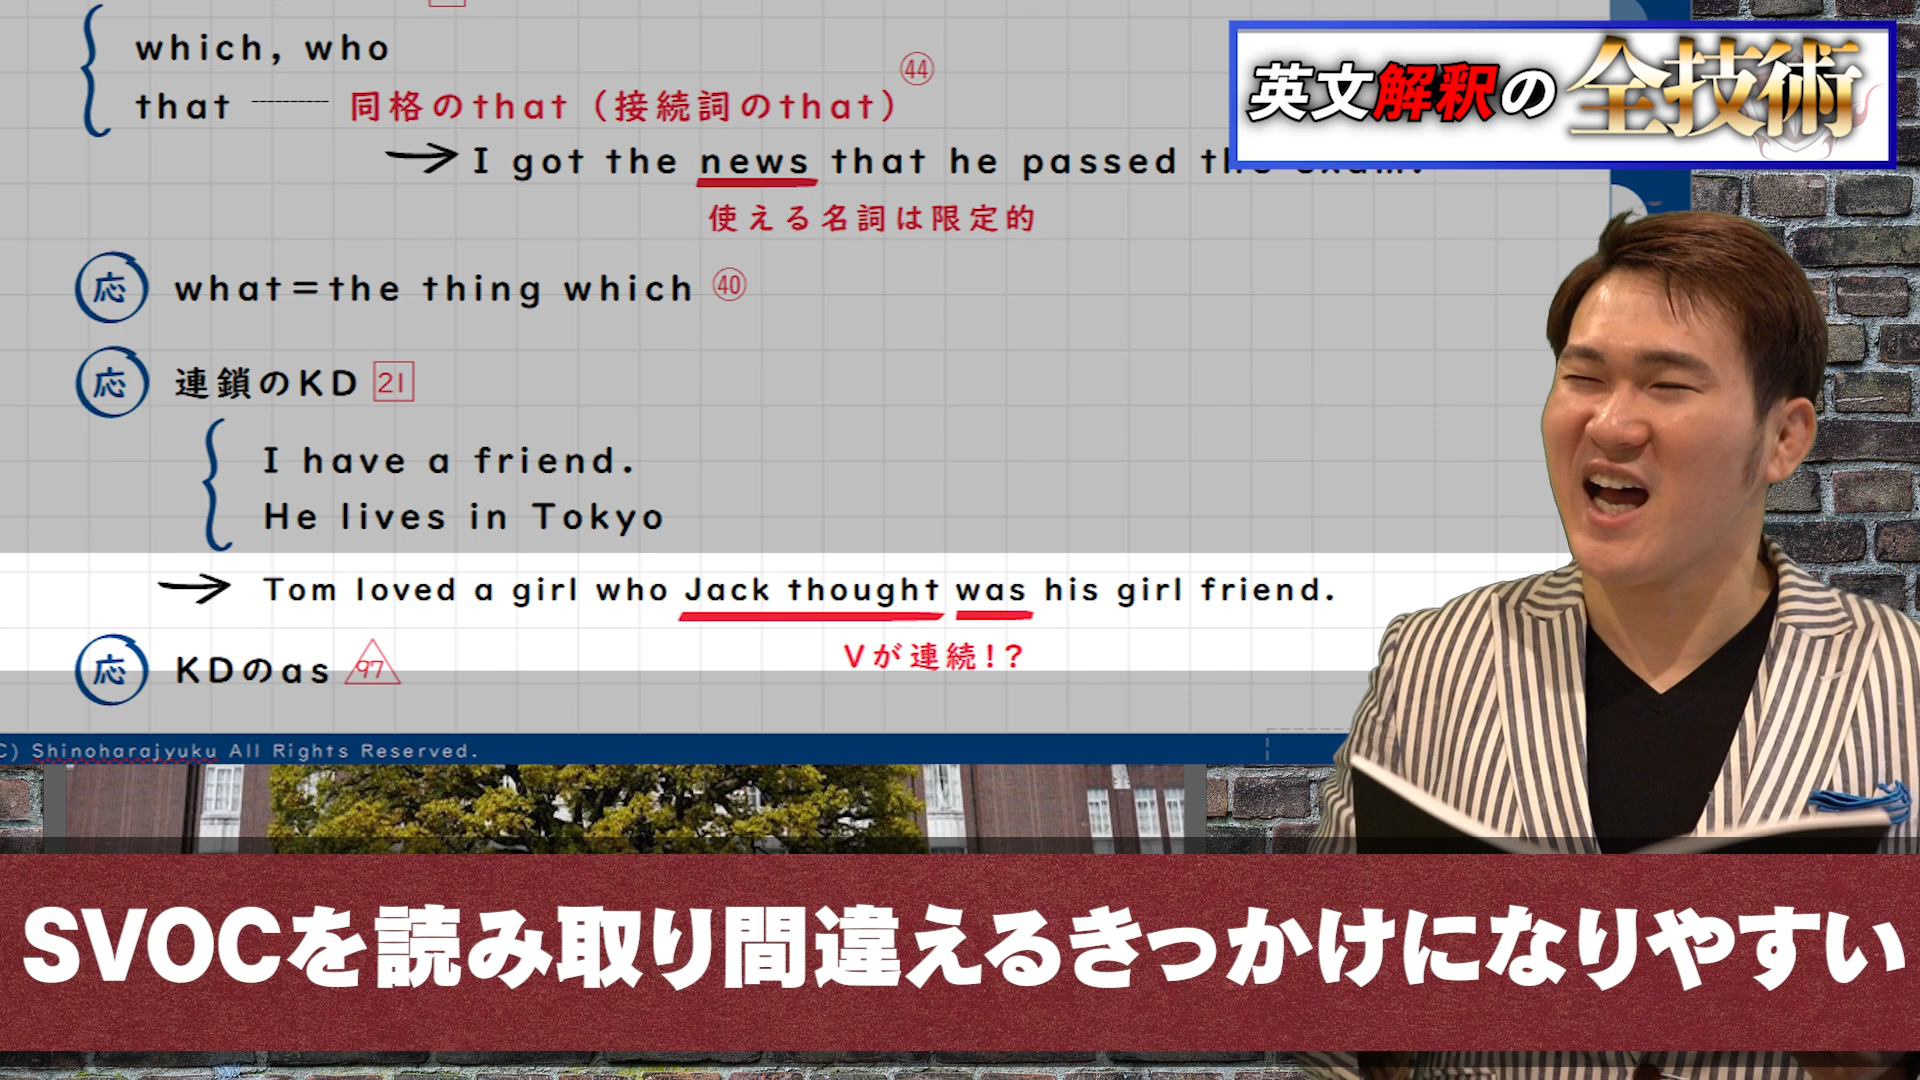 which, who
that 同格のthat（接続詞のthat）㊹
英文解釈の全技術
I got the news that he passed the exam.
使える名詞は限定的
応 what=the thing which ㊵
応 連鎖のKD 21
I have a friend.
He lives in Tokyo
Tom loved a girl who Jack thought was his girl friend.
Vが連続!?
応 KDのas 97
C) Shinoharajyuku All Rights Reserved.
SVOCを読み取り間違えるきっかけになりやすい